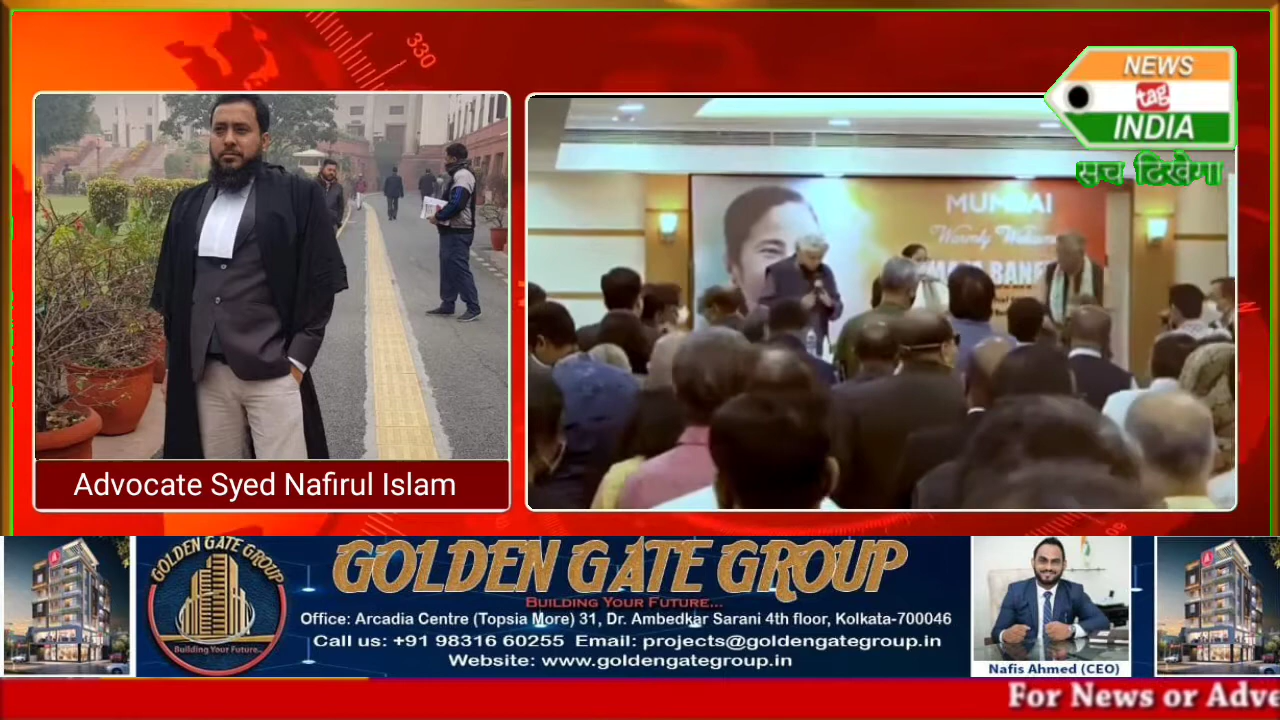 330
NEWS
tag
INDIA
सच दिखेगा
MUMBAI
Warmly Welcome
Advocate Syed Nafirul Islam
GOLDEN GATE GROUP
Building Your Future...
GOLDEN GATE GROUP
BUILDING YOUR FUTURE...
Office: Arcadia Centre (Topsia More) 31, Dr. Ambedkar Sarani 4th floor, Kolkata-700046
Call us: +91 98316 60255 Email: projects@goldengategroup.in
Website: www.goldengategroup.in
Nafis Ahmed (CEO)
For News or Adve